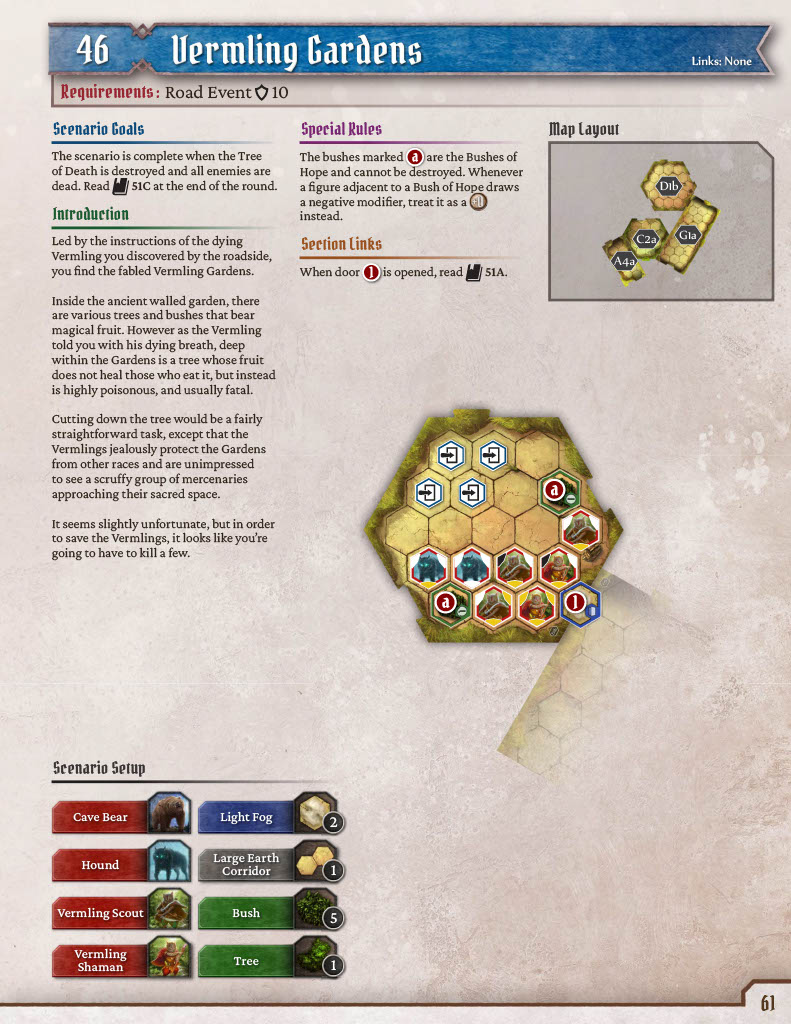 46 Vermling Gardens
Links: None
Requirements: Road Event 10
Scenario Goals
The scenario is complete when the Tree
of Death is destroyed and all enemies are
dead. Read 51C at the end of the round.
Introduction
Led by the instructions of the dying
Vermling you discovered by the roadside,
you find the fabled Vermling Gardens.
Inside the ancient walled garden, there
are various trees and bushes that bear
magical fruit. However as the Vermling
told you with his dying breath, deep
within the Gardens is a tree whose fruit
does not heal those who eat it, but instead
is highly poisonous, and usually fatal.
Cutting down the tree would be a fairly
straightforward task, except that the
Vermlings jealously protect the Gardens
from other races and are unimpressed
to see a scruffy group of mercenaries
approaching their sacred space.
It seems slightly unfortunate, but in order
to save the Vermlings, it looks like you're
going to have to kill a few.
Special Rules
The bushes marked a are the Bushes of
Hope and cannot be destroyed. Whenever
a figure adjacent to a Bush of Hope draws
a negative modifier, treat it as a
instead.
Section Links
When door 1 is opened, read 51A.
Map Layout
D1b
C2a
G1a
A4a
a
a
1
Scenario Setup
Cave Bear
Light Fog 2
Hound
Large Earth
Corridor 1
Vermling Scout
Bush 5
Vermling
Shaman
Tree 1
61